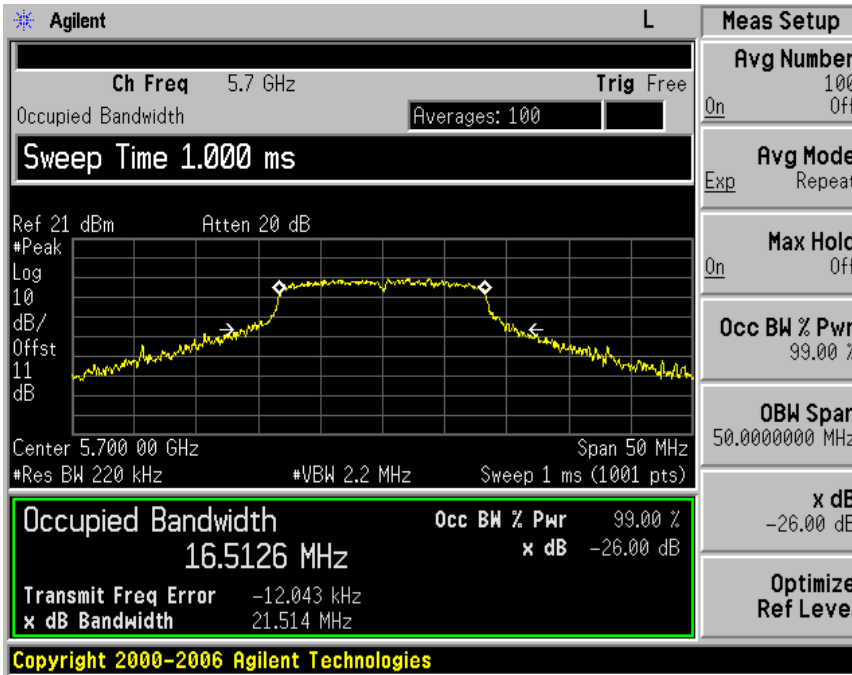 Agilent L
Ch Freq 5.7 GHz Trig Free
Occupied Bandwidth Averages: 100
Sweep Time 1.000 ms
Ref 21 dBm Atten 20 dB
#Peak
Log
10
dB/
Offst
11
dB
Center 5.700 00 GHz Span 50 MHz
#Res BW 220 kHz #VBW 2.2 MHz Sweep 1 ms (1001 pts)
Occupied Bandwidth Occ BW % Pwr 99.00 %
16.5126 MHz x dB -26.00 dB
Transmit Freq Error -12.043 kHz
x dB Bandwidth 21.514 MHz
Copyright 2000-2006 Agilent Technologies
Meas Setup
Avg Number
100
On Off
Avg Mode
Exp Repeat
Max Hold
On Off
Occ BW % Pwr
99.00 %
OBW Span
50.0000000 MHz
x dB
-26.00 dB
Optimize
Ref Level